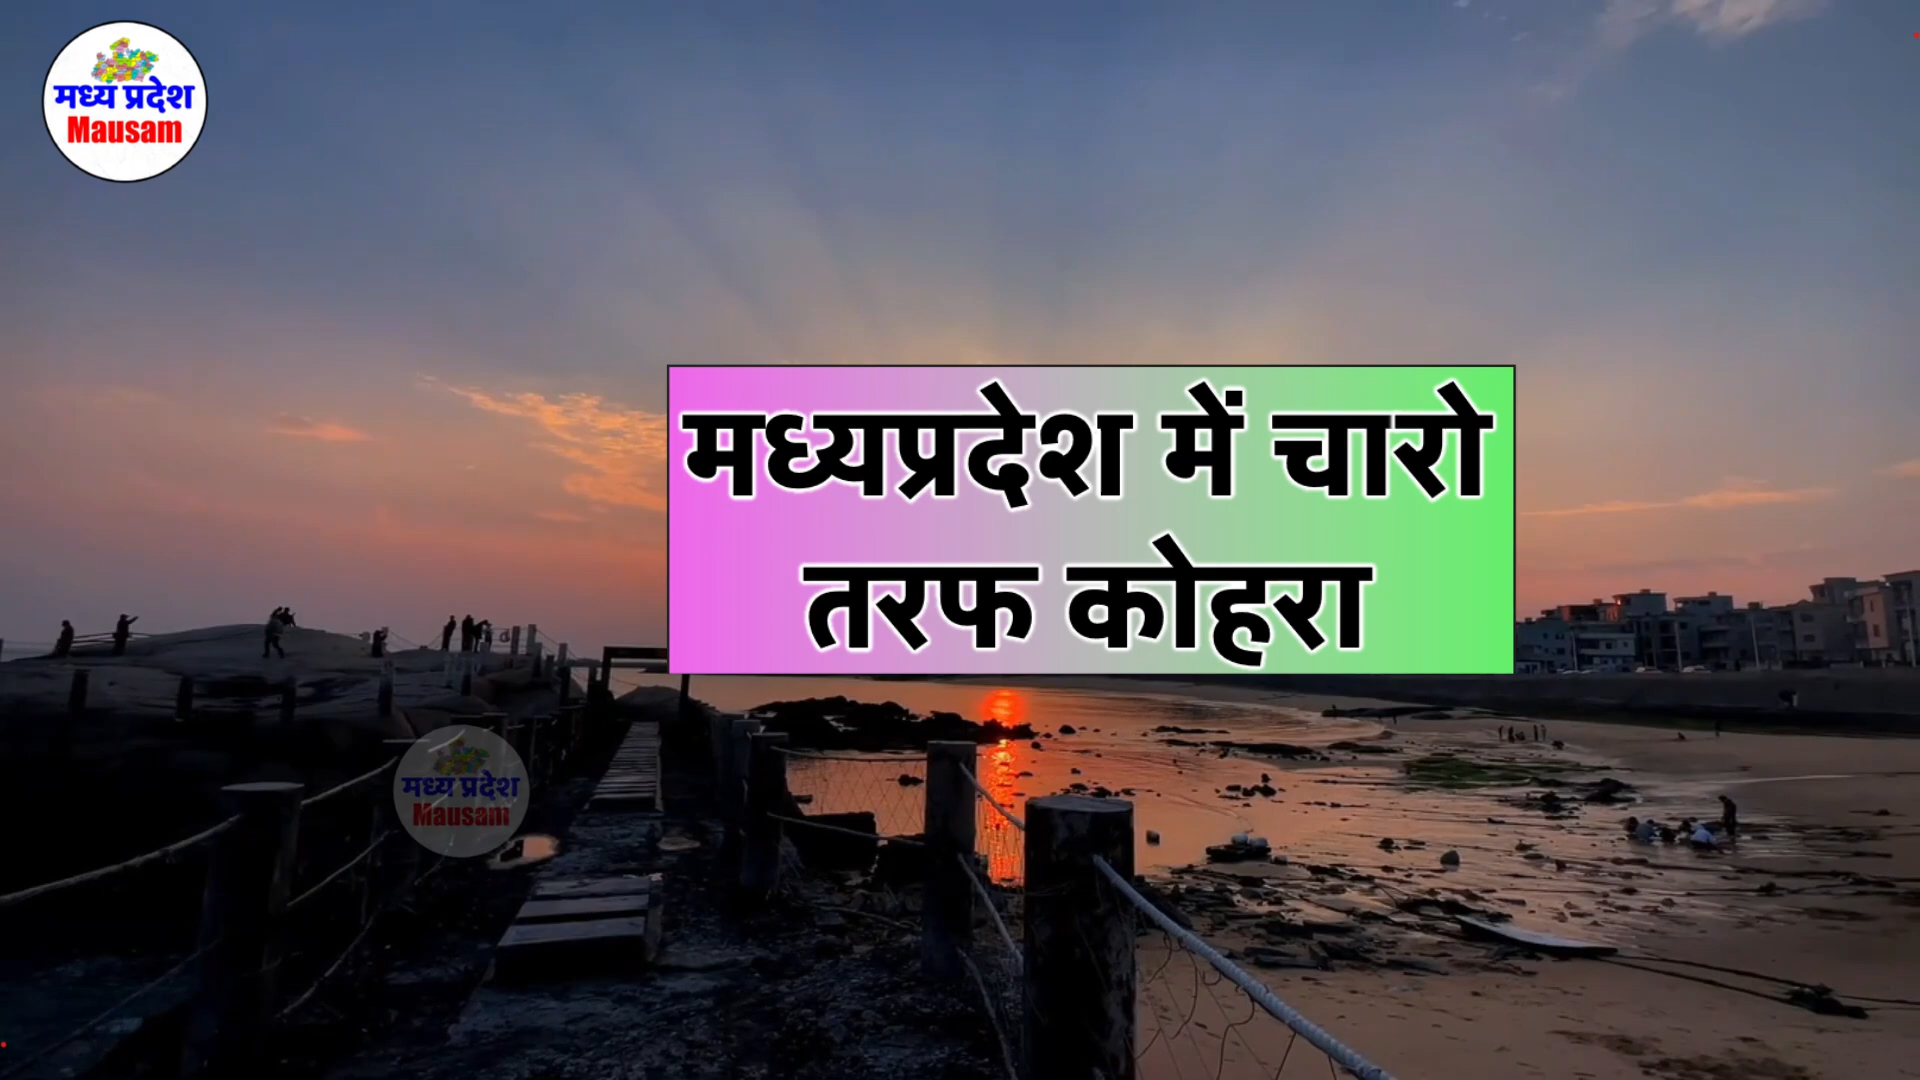 मध्य प्रदेश
Mausam
मध्यप्रदेश में चारो
तरफ कोहरा
मध्य प्रदेश
Mausam